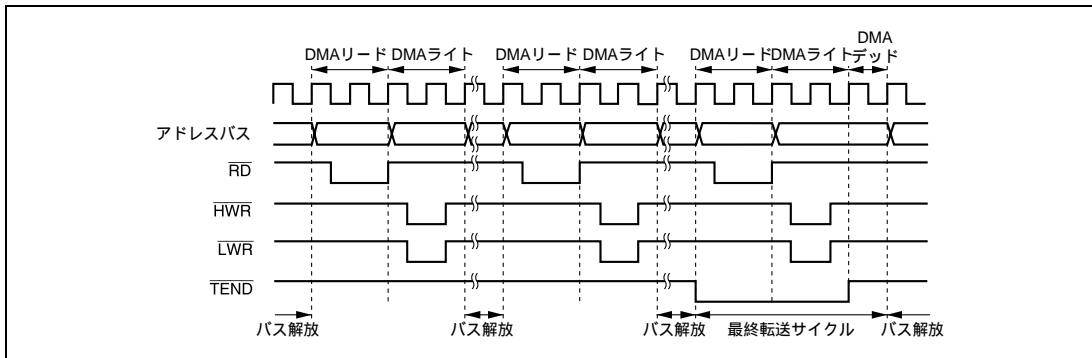 DMA
DMAリード DMAライト DMAリード DMAライト DMAリード DMAライト デッド
アドレスバス
RD
HWR
LWR
TEND
バス解放 バス解放 バス解放 最終転送サイクル バス解放